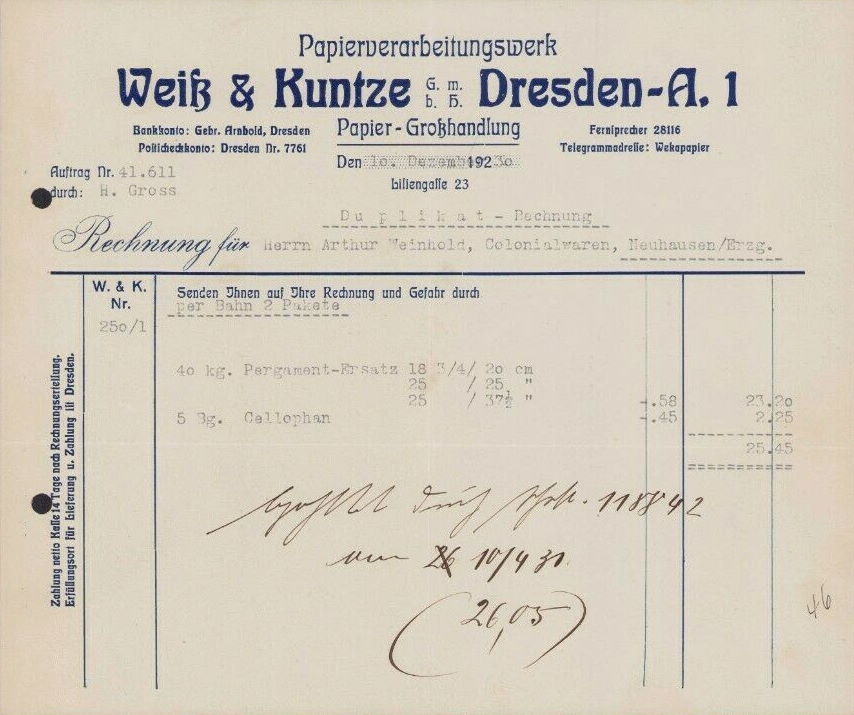 Papierverarbeitungswerk
Weiß & Kuntze G. m. b. H. Dresden-A. 1
Bankkonto: Gebr. Arnhold, Dresden
Postscheckkonto: Dresden Nr. 7761
Papier-Großhandlung
Fernsprecher 28116
Telegrammadresse: Wekapapier
Auftrag Nr. 41.611
durch: H. Gross
Den 10. Dezember 192 30
Liliengasse 23
Duplikat - Rechnung
Rechnung für Herrn Arthur Weinhold, Colonialwaren, Neuhausen/Erzg.
W. & K. Nr.
Senden Ihnen auf Ihre Rechnung und Gefahr durch
per Bahn 2 Pakete
250/1
40 kg. Pergament-Ersatz 18 3/4/ 20 cm
25 / 25 "
25 / 37½ " -.58 23.20
5 Bg. Cellophan -.45 2.25
25.45
Zahlung netto Kasse 14 Tage nach Rechnungserteilung.
Erfüllungsort für Lieferung u. Zahlung ist Dresden.
durch 118842
am 10/4 31
(26,05)
46